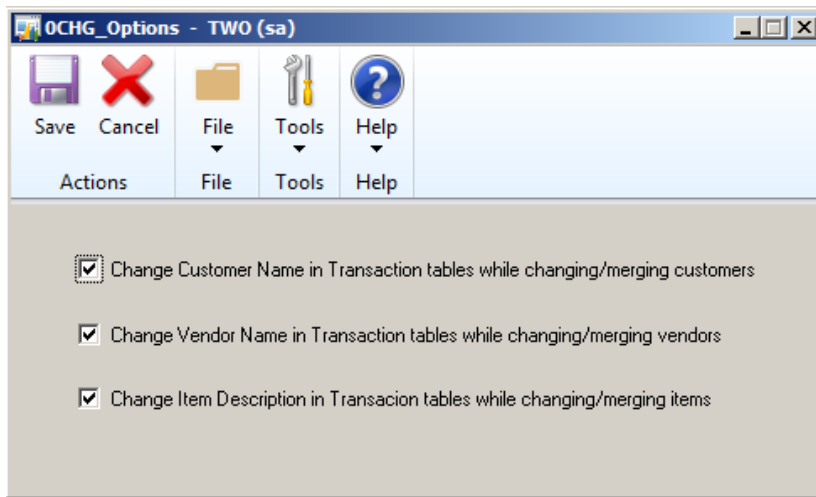 0CHG_Options - TWO (sa)
Save Cancel File Tools Help
Actions File Tools Help
Change Customer Name in Transaction tables while changing/merging customers
Change Vendor Name in Transaction tables while changing/merging vendors
Change Item Description in Transacion tables while changing/merging items